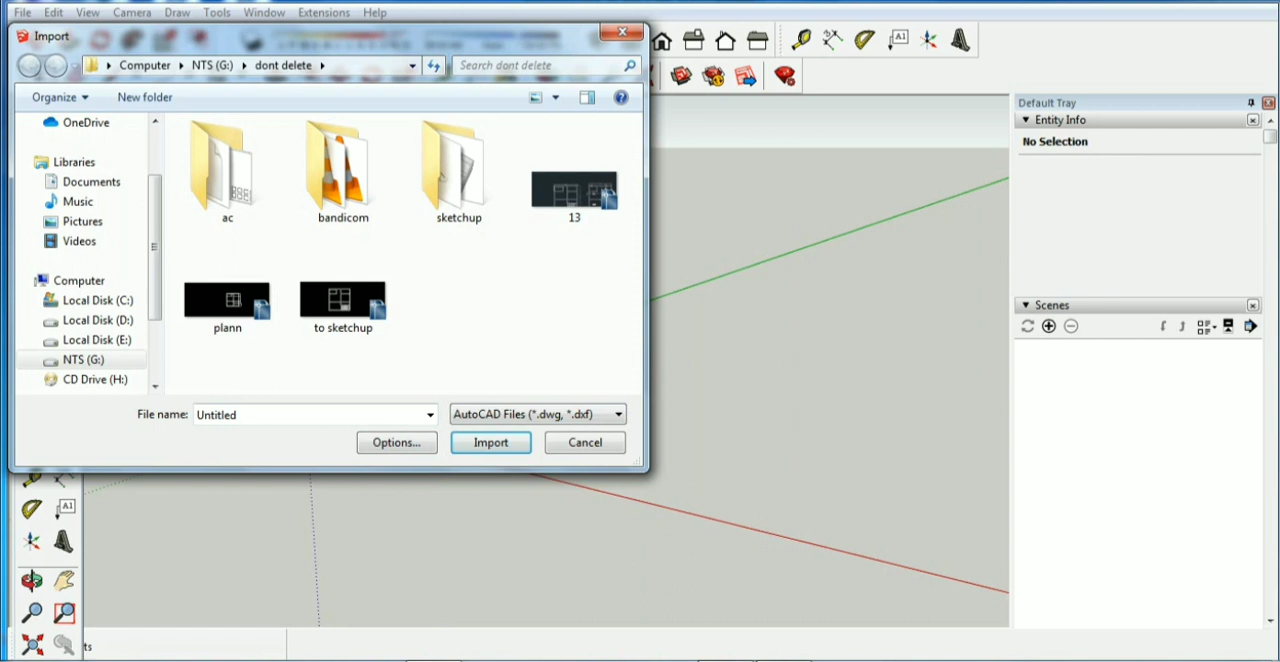 File Edit View Camera Draw Tools Window Extensions Help
Import
Computer NTS (G:) dont delete
Search dont delete
Organize New folder
OneDrive
Libraries
Documents
Music
Pictures
Videos
Computer
Local Disk (C:)
Local Disk (D:)
Local Disk (E:)
NTS (G:)
CD Drive (H:)
ac bandicom sketchup 13
plann to sketchup
File name: Untitled AutoCAD Files (*.dwg, *.dxf)
Options... Import Cancel
A1
Default Tray
Entity Info
No Selection
Scenes
A1
ts